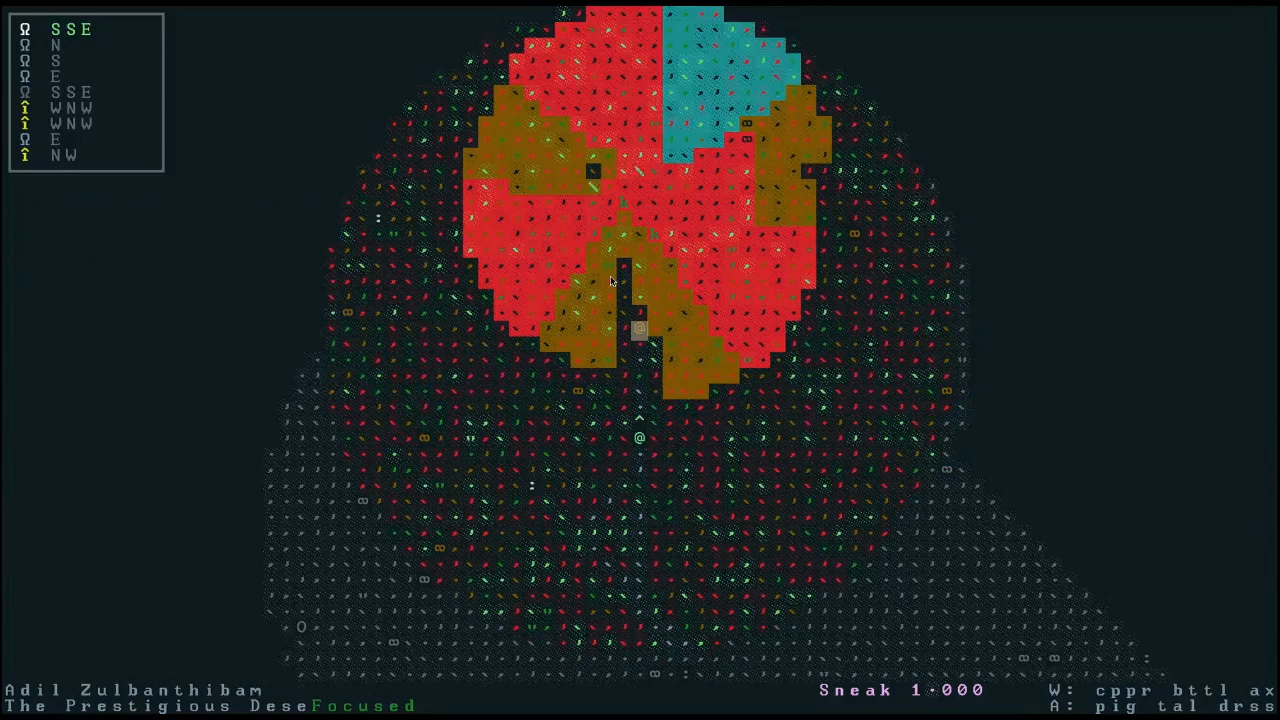 Ω SSE
Ω N
Ω S
Ω E
Ω SSE
î WNW
î WNW
Ω E
î NW
Adil Zulbanthibam
The Prestigious DeseFocused
Sneak 1.000
W: cppr bttl ax
A: pig tal drss